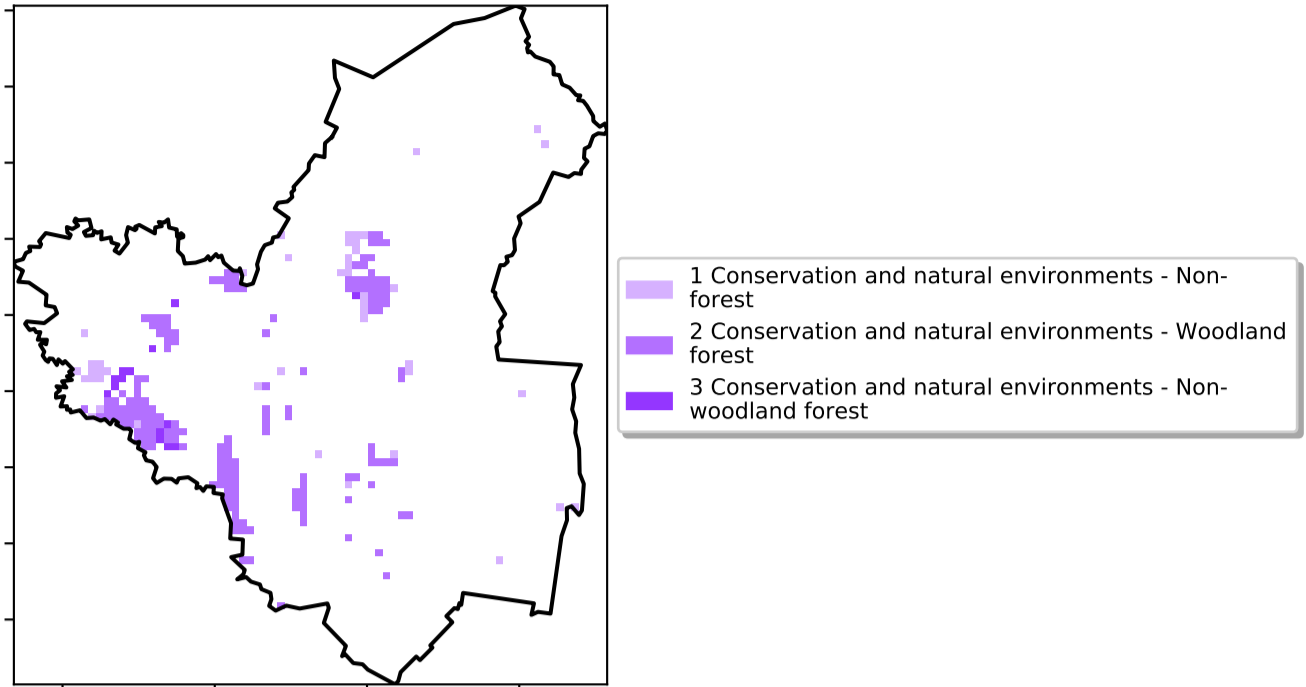 1 Conservation and natural environments - Non-
forest
2 Conservation and natural environments - Woodland
forest
3 Conservation and natural environments - Non-
woodland forest